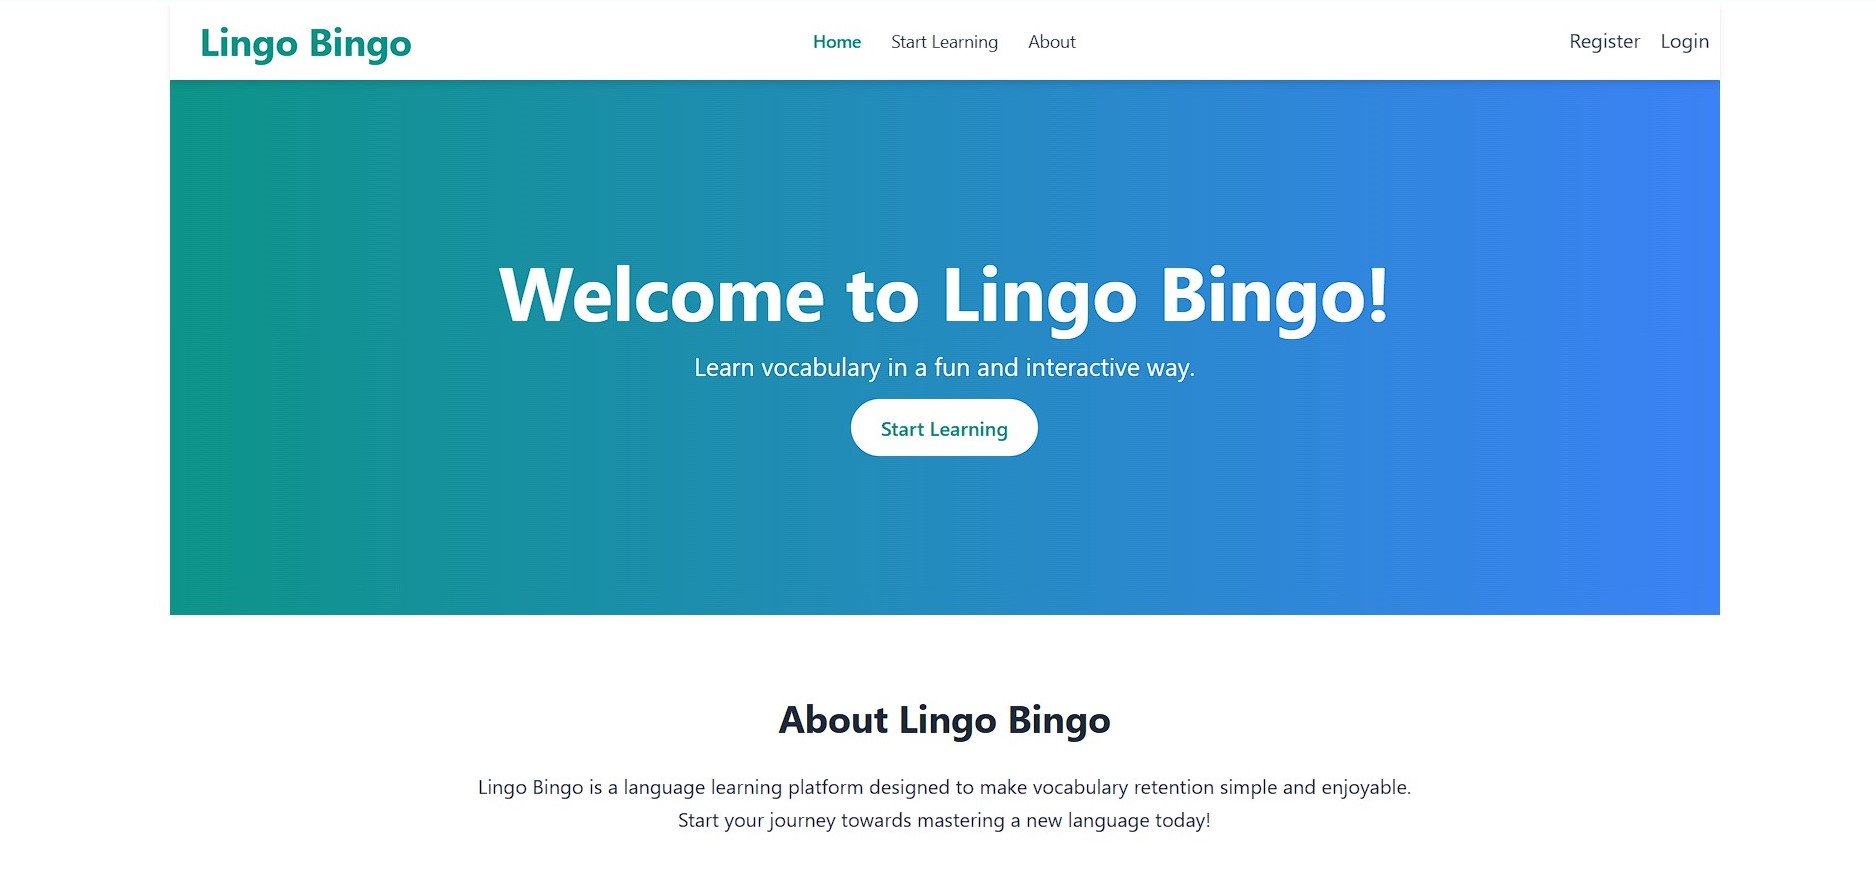 Lingo Bingo
Home Start Learning About
Register Login
Welcome to Lingo Bingo!
Learn vocabulary in a fun and interactive way.
Start Learning
About Lingo Bingo
Lingo Bingo is a language learning platform designed to make vocabulary retention simple and enjoyable.
Start your journey towards mastering a new language today!